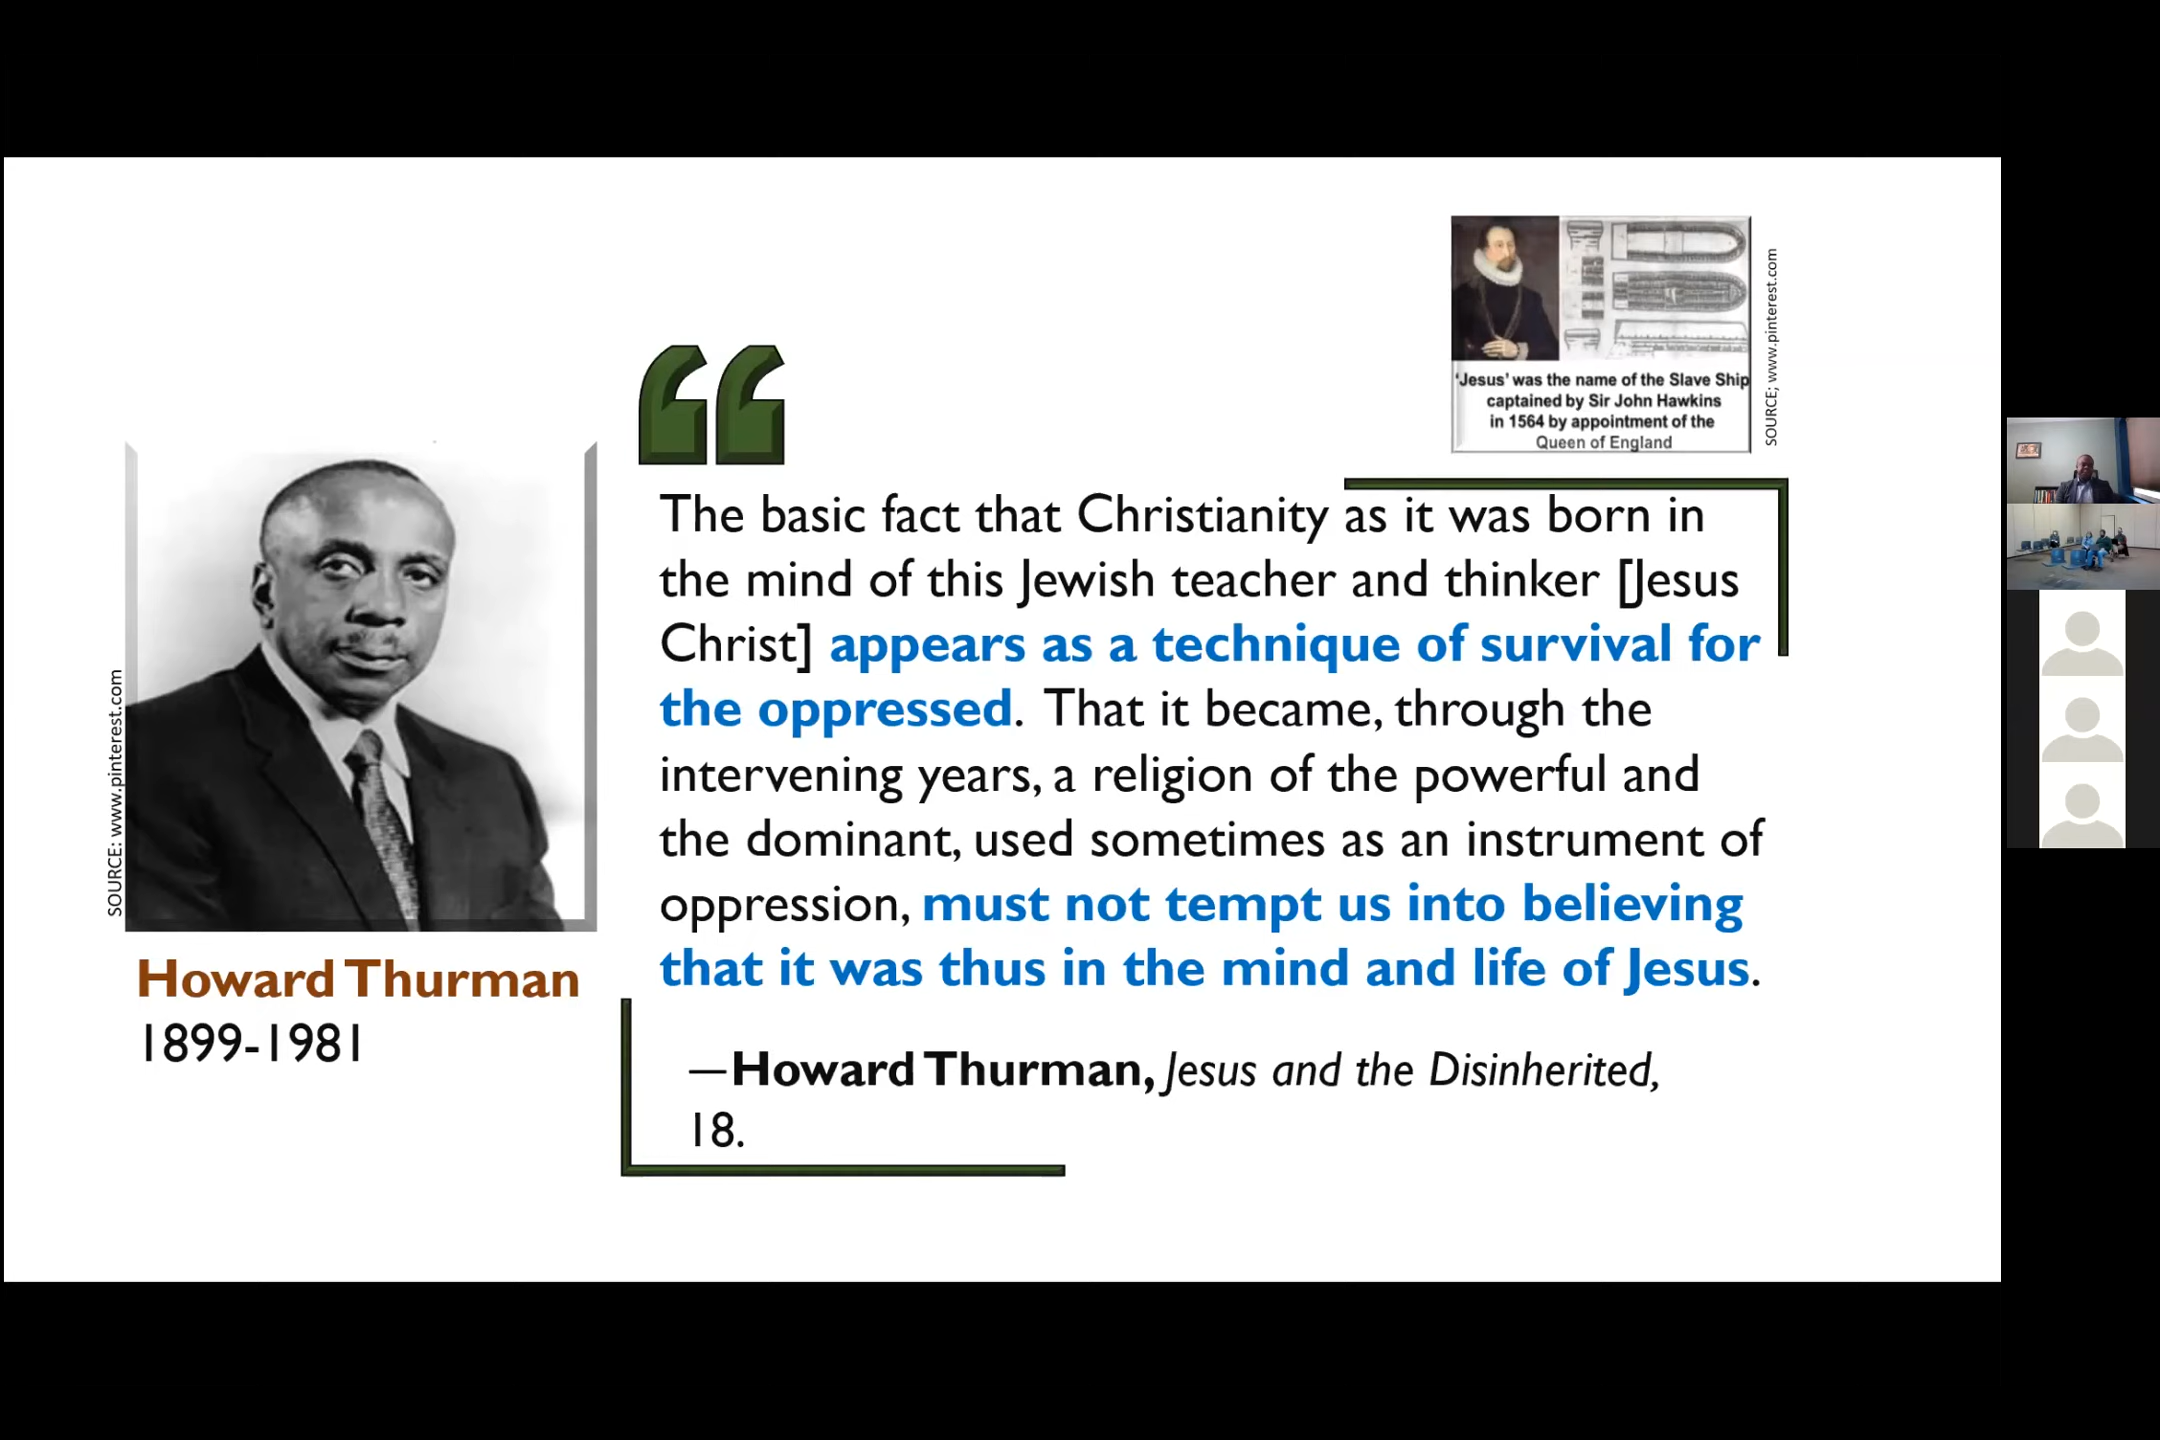 SOURCE: www.pinterest.com
Howard Thurman
1899-1981
'Jesus' was the name of the Slave Ship
captained by Sir John Hawkins
in 1564 by appointment of the
Queen of England
SOURCE; www.pinterest.com
“
The basic fact that Christianity as it was born in
the mind of this Jewish teacher and thinker [Jesus
Christ] appears as a technique of survival for
the oppressed. That it became, through the
intervening years, a religion of the powerful and
the dominant, used sometimes as an instrument of
oppression, must not tempt us into believing
that it was thus in the mind and life of Jesus.
—Howard Thurman, Jesus and the Disinherited,
18.